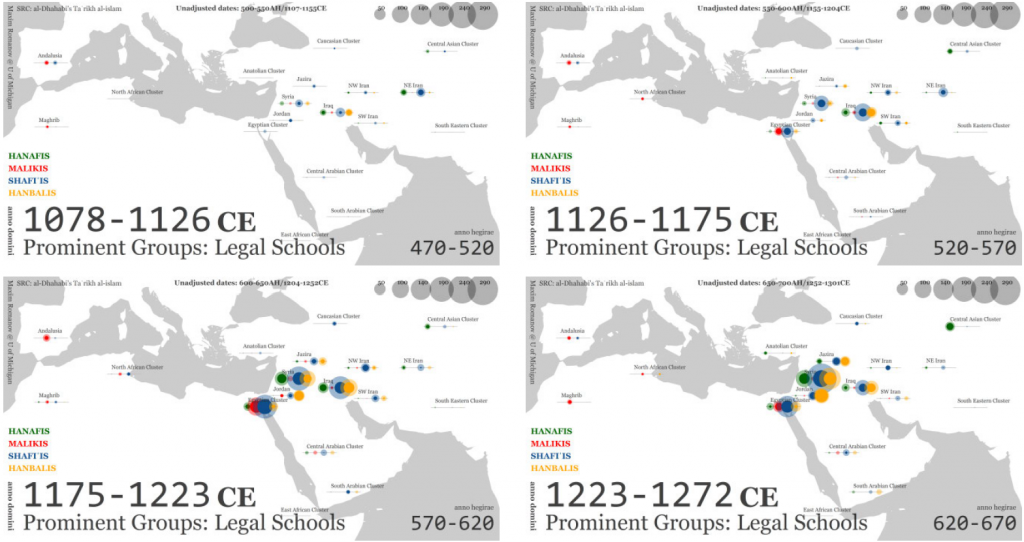 SRC: al-Dhahabi's Ta rikh al-islam
Unadjusted dates: 500-550AH/1107-1155CE
50 100 140 190 240 290
Maxim Romanov @ U of Michigan
Caucasian Cluster
Central Asian Cluster
Andalusia
Anatolian Cluster
Jazira
NW Iran
NE Iran
North African Cluster
Syria
Iraq
Jordan
SW Iran
Maghrib
Egyptian Cluster
South Eastern Cluster
HANAFIS
MALIKIS
SHAFI`IS
HANBALIS
Central Arabian Cluster
South Arabian Cluster
East African Cluster
anno domini
1078-1126 CE
anno hegirae
Prominent Groups: Legal Schools
470-520
SRC: al-Dhahabi's Ta rikh al-islam
Unadjusted dates: 550-600AH/1155-1204CE
50 100 140 190 240 290
Maxim Romanov @ U of Michigan
Caucasian Cluster
Central Asian Cluster
Andalusia
Anatolian Cluster
Jazira
NW Iran
NE Iran
North African Cluster
Syria
Iraq
Jordan
SW Iran
Maghrib
Egyptian Cluster
South Eastern Cluster
HANAFIS
MALIKIS
SHAFI`IS
HANBALIS
Central Arabian Cluster
South Arabian Cluster
East African Cluster
anno domini
1126-1175 CE
anno hegirae
Prominent Groups: Legal Schools
520-570
SRC: al-Dhahabi's Ta rikh al-islam
Unadjusted dates: 600-650AH/1204-1252CE
50 100 140 190 240 290
Maxim Romanov @ U of Michigan
Caucasian Cluster
Central Asian Cluster
Andalusia
Anatolian Cluster
Jazira
NW Iran
NE Iran
North African Cluster
Syria
Iraq
Jordan
SW Iran
Maghrib
Cluster
South Eastern Cluster
HANAFIS
MALIKIS
SHAFI`IS
HANBALIS
Central Arabian Cluster
South Arabian Cluster
East African Cluster
anno domini
1175-1223 CE
anno hegirae
Prominent Groups: Legal Schools
570-620
SRC: al-Dhahabi's Ta rikh al-islam
Unadjusted dates: 650-700AH/1252-1301CE
50 100 140 190 240 290
Maxim Romanov @ U of Michigan
Caucasian Cluster
Central Asian Cluster
Andalusia
Anatolian Cluster
Jazira
NW Iran
NE Iran
North African Cluster
Iraq
Jordan
SW Iran
Maghrib
Egyptian Cluster
South Eastern Cluster
HANAFIS
MALIKIS
SHAFI`IS
HANBALIS
Central Arabian Cluster
South Arabian Cluster
East African Cluster
anno domini
1223-1272 CE
anno hegirae
Prominent Groups: Legal Schools
620-670